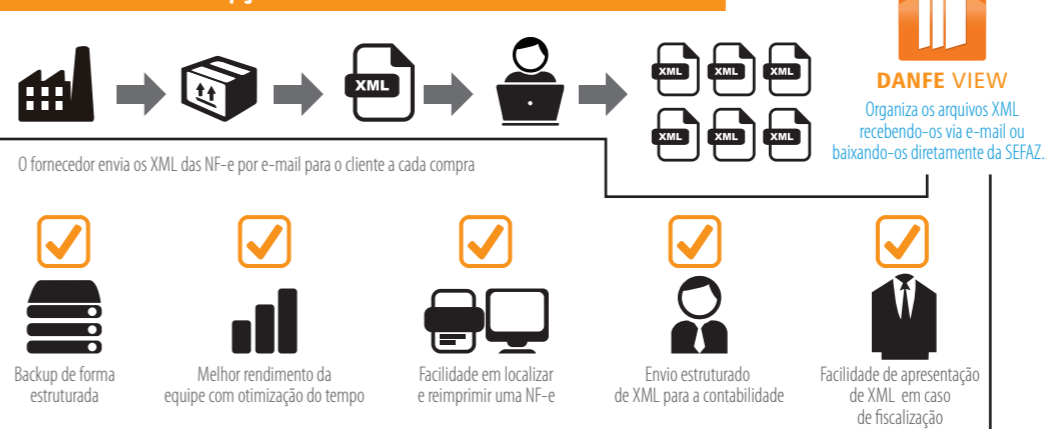 XML
XML XML XML
XML XML XML
DANFE VIEW
Organiza os arquivos XML
recebendo-os via e-mail ou
baixando-os diretamente da SEFAZ.
O fornecedor envia os XML das NF-e por e-mail para o cliente a cada compra
Backup de forma
estruturada
Melhor rendimento da
equipe com otimização do tempo
Facilidade em localizar
e reimprimir uma NF-e
Envio estruturado
de XML para a contabilidade
Facilidade de apresentação
de XML em caso
de fiscalização